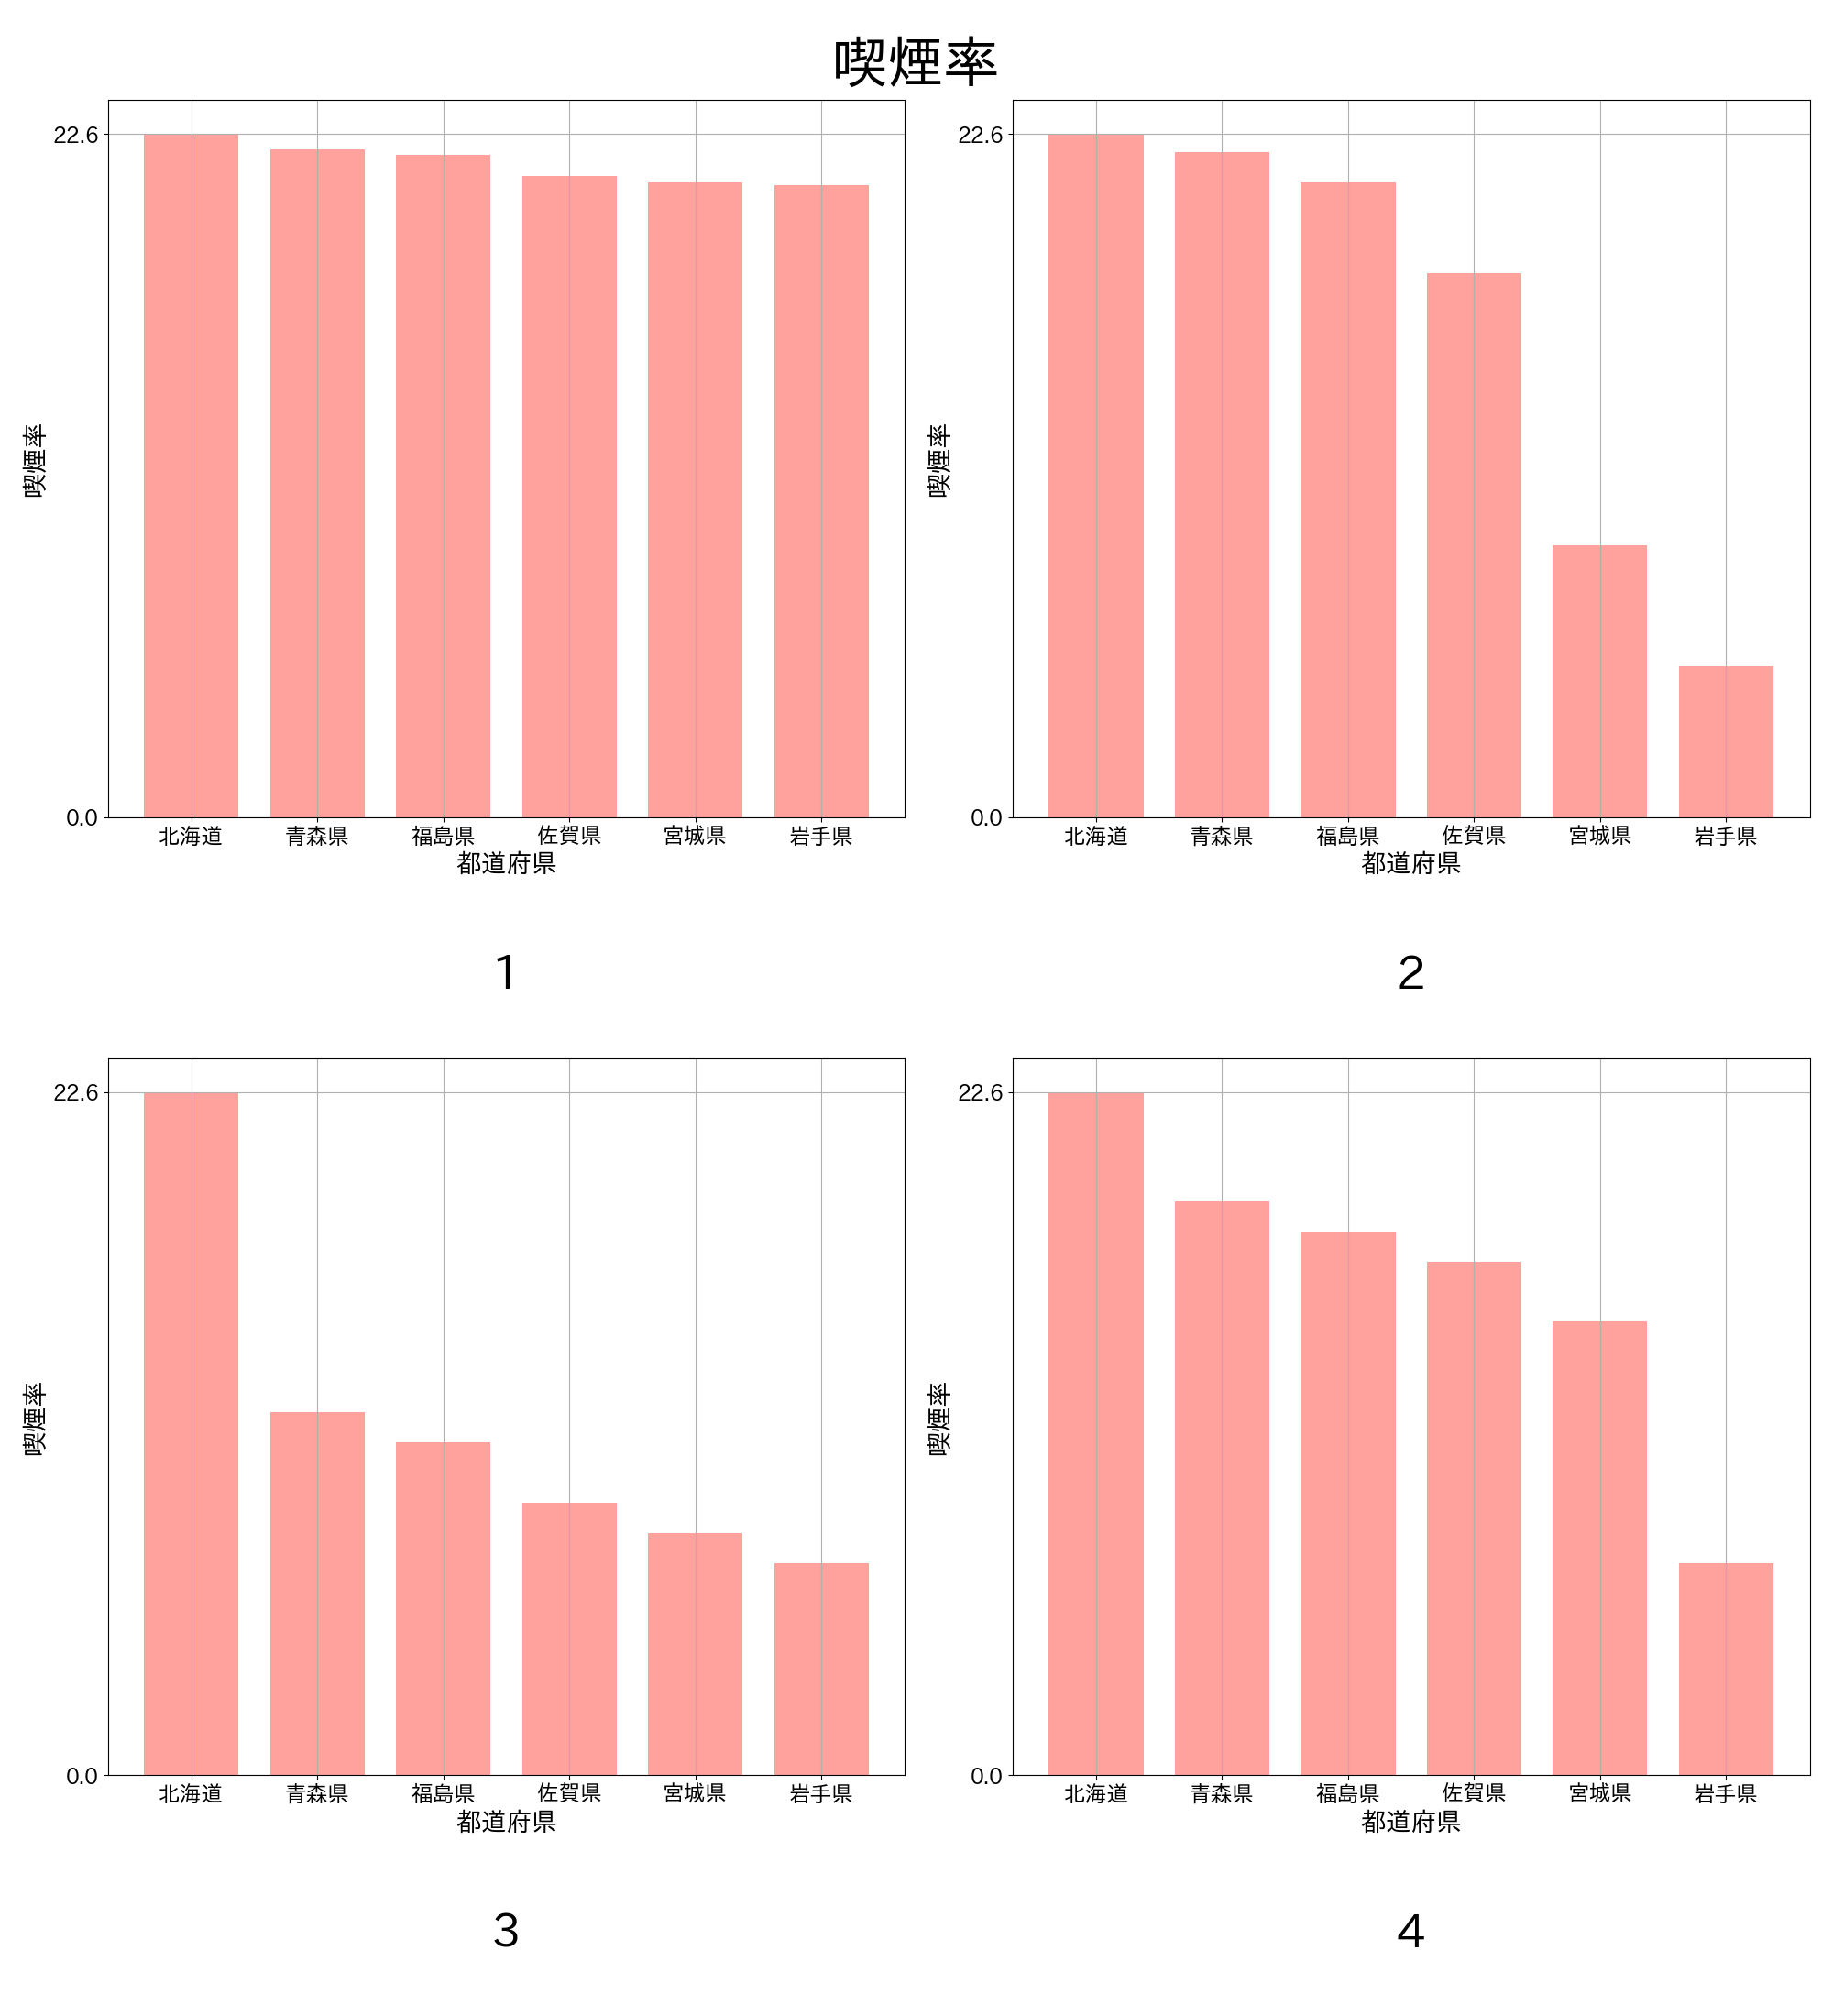 喫煙率
22.6
0.0
喫煙率
北海道 青森県 福島県 佐賀県 宮城県 岩手県
都道府県
1
22.6
0.0
喫煙率
北海道 青森県 福島県 佐賀県 宮城県 岩手県
都道府県
2
22.6
0.0
喫煙率
北海道 青森県 福島県 佐賀県 宮城県 岩手県
都道府県
3
22.6
0.0
喫煙率
北海道 青森県 福島県 佐賀県 宮城県 岩手県
都道府県
4